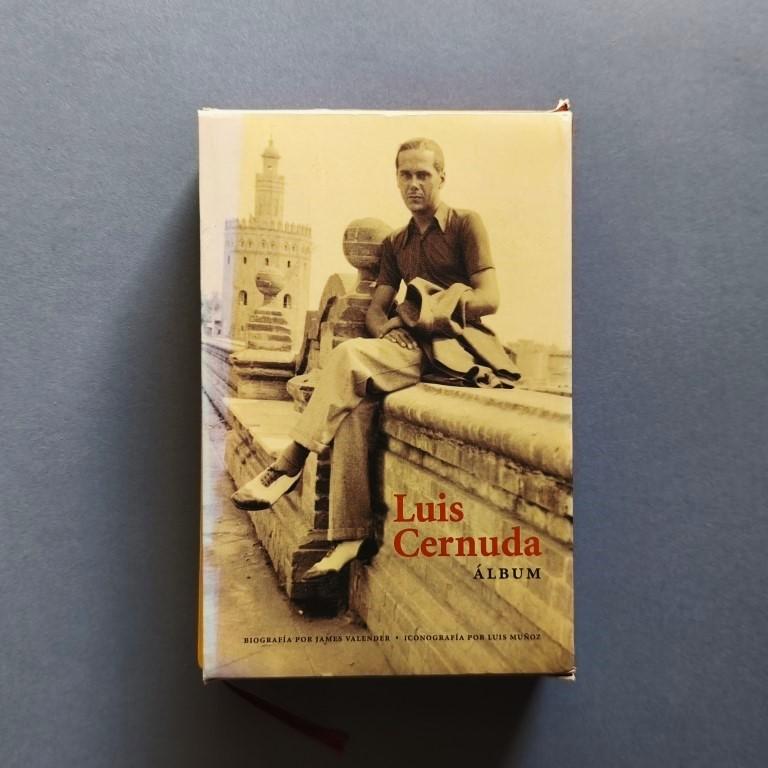 Luis
Cernuda
ÁLBUM
BIOGRAFÍA POR JAMES VALENDER • ICONOGRAFÍA POR LUIS MUÑOZ